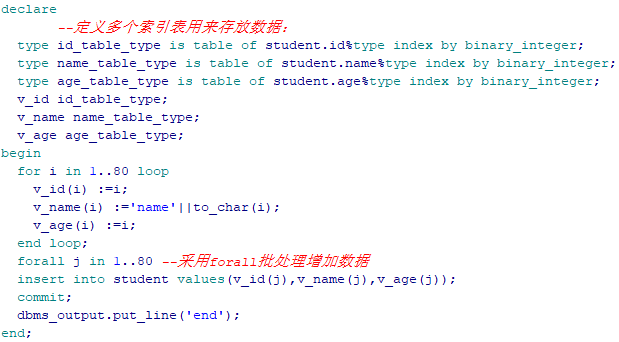 declare
--定义多个索引表用来存放数据：
type id_table_type is table of student.id%type index by binary_integer;
type name_table_type is table of student.name%type index by binary_integer;
type age_table_type is table of student.age%type index by binary_integer;
v_id id_table_type;
v_name name_table_type;
v_age age_table_type;
begin
for i in 1..80 loop
v_id(i) :=i;
v_name(i) :='name'||to_char(i);
v_age(i) :=i;
end loop;
forall j in 1..80 --采用forall批处理增加数据
insert into student values(v_id(j),v_name(j),v_age(j));
commit;
dbms_output.put_line('end');
end;